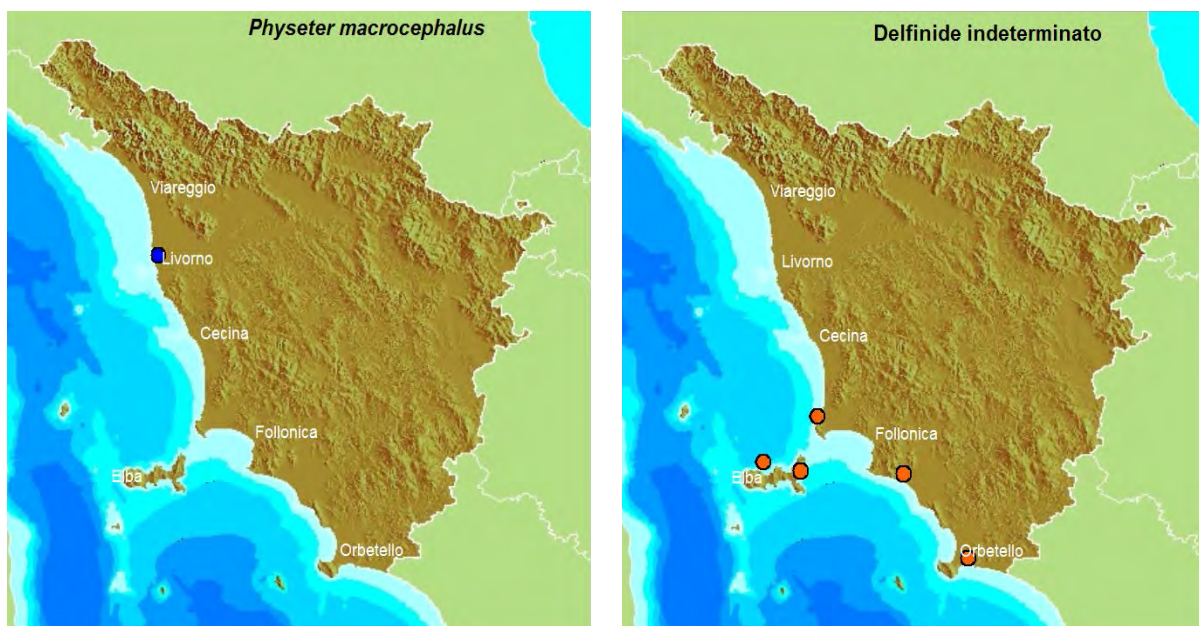 Physeter macrocephalus
Viareggio
Livorno
Cecina
Follonica
Elba
Orbetello
Delfinide indeterminato
Viareggio
Livorno
Cecina
Follonica
Elba
Orbetello